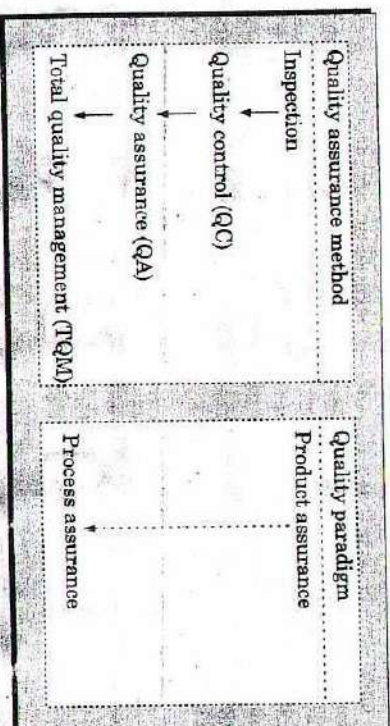 Quality assurance method
Inspection
Quality control (QC)
Quality assurance (QA)
Total quality management (TQM)
Quality paradigm
Product assurance
Process assurance